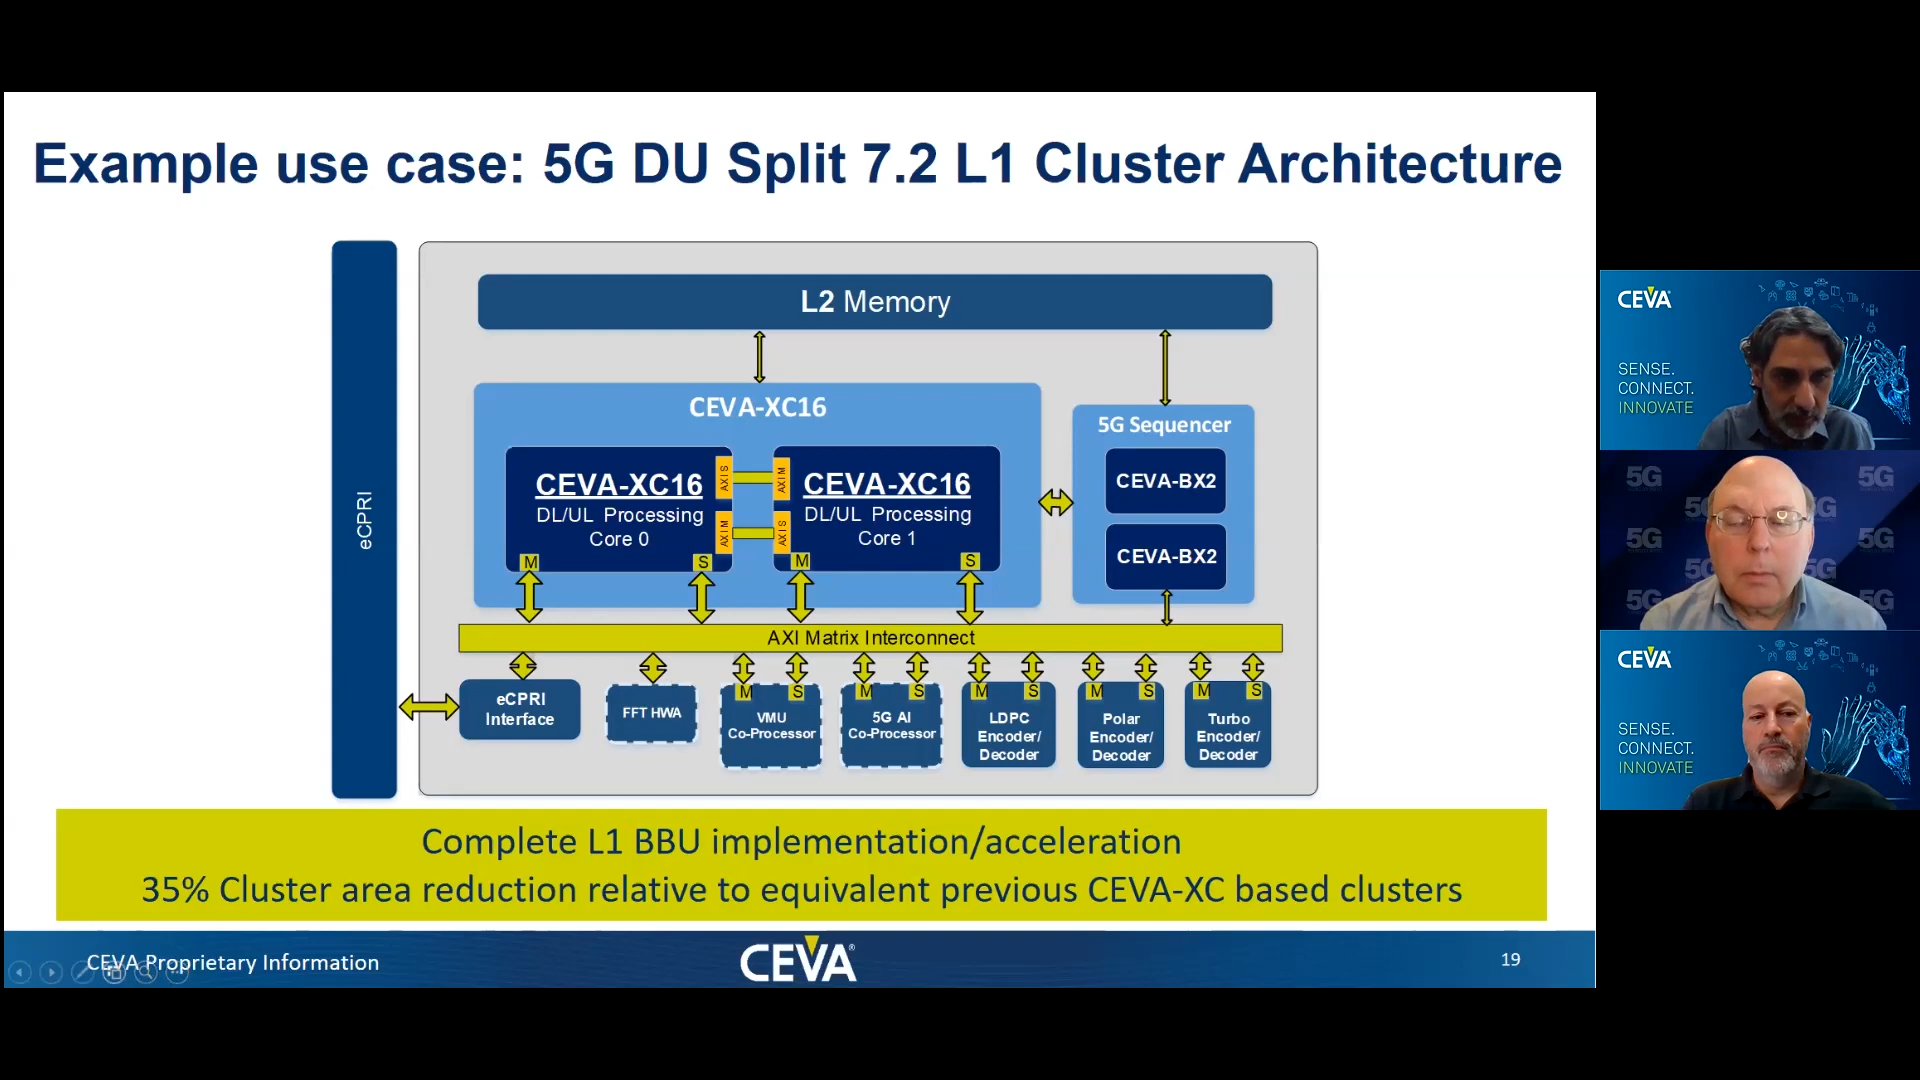 Example use case: 5G DU Split 7.2 L1 Cluster Architecture
eCPRI
L2 Memory
CEVA-XC16
CEVA-XC16
DL/UL Processing
Core 0
AXI S
AXI M
AXI M
AXI S
CEVA-XC16
DL/UL Processing
Core 1
M
S
M
S
5G Sequencer
CEVA-BX2
CEVA-BX2
AXI Matrix Interconnect
eCPRI
Interface
FFT HWA
M S
VMU
Co-Processor
M S
5G AI
Co-Processor
M S
LDPC
Encoder/
Decoder
M S
Polar
Encoder/
Decoder
M S
Turbo
Encoder/
Decoder
Complete L1 BBU implementation/acceleration
35% Cluster area reduction relative to equivalent previous CEVA-XC based clusters
CEVA Proprietary Information
CEVA®
19
CEVA
SENSE.
CONNECT.
INNOVATE
5G
5G
5G
5G
5G
5G
5G
5G
5G
5G
CEVA
SENSE.
CONNECT.
INNOVATE